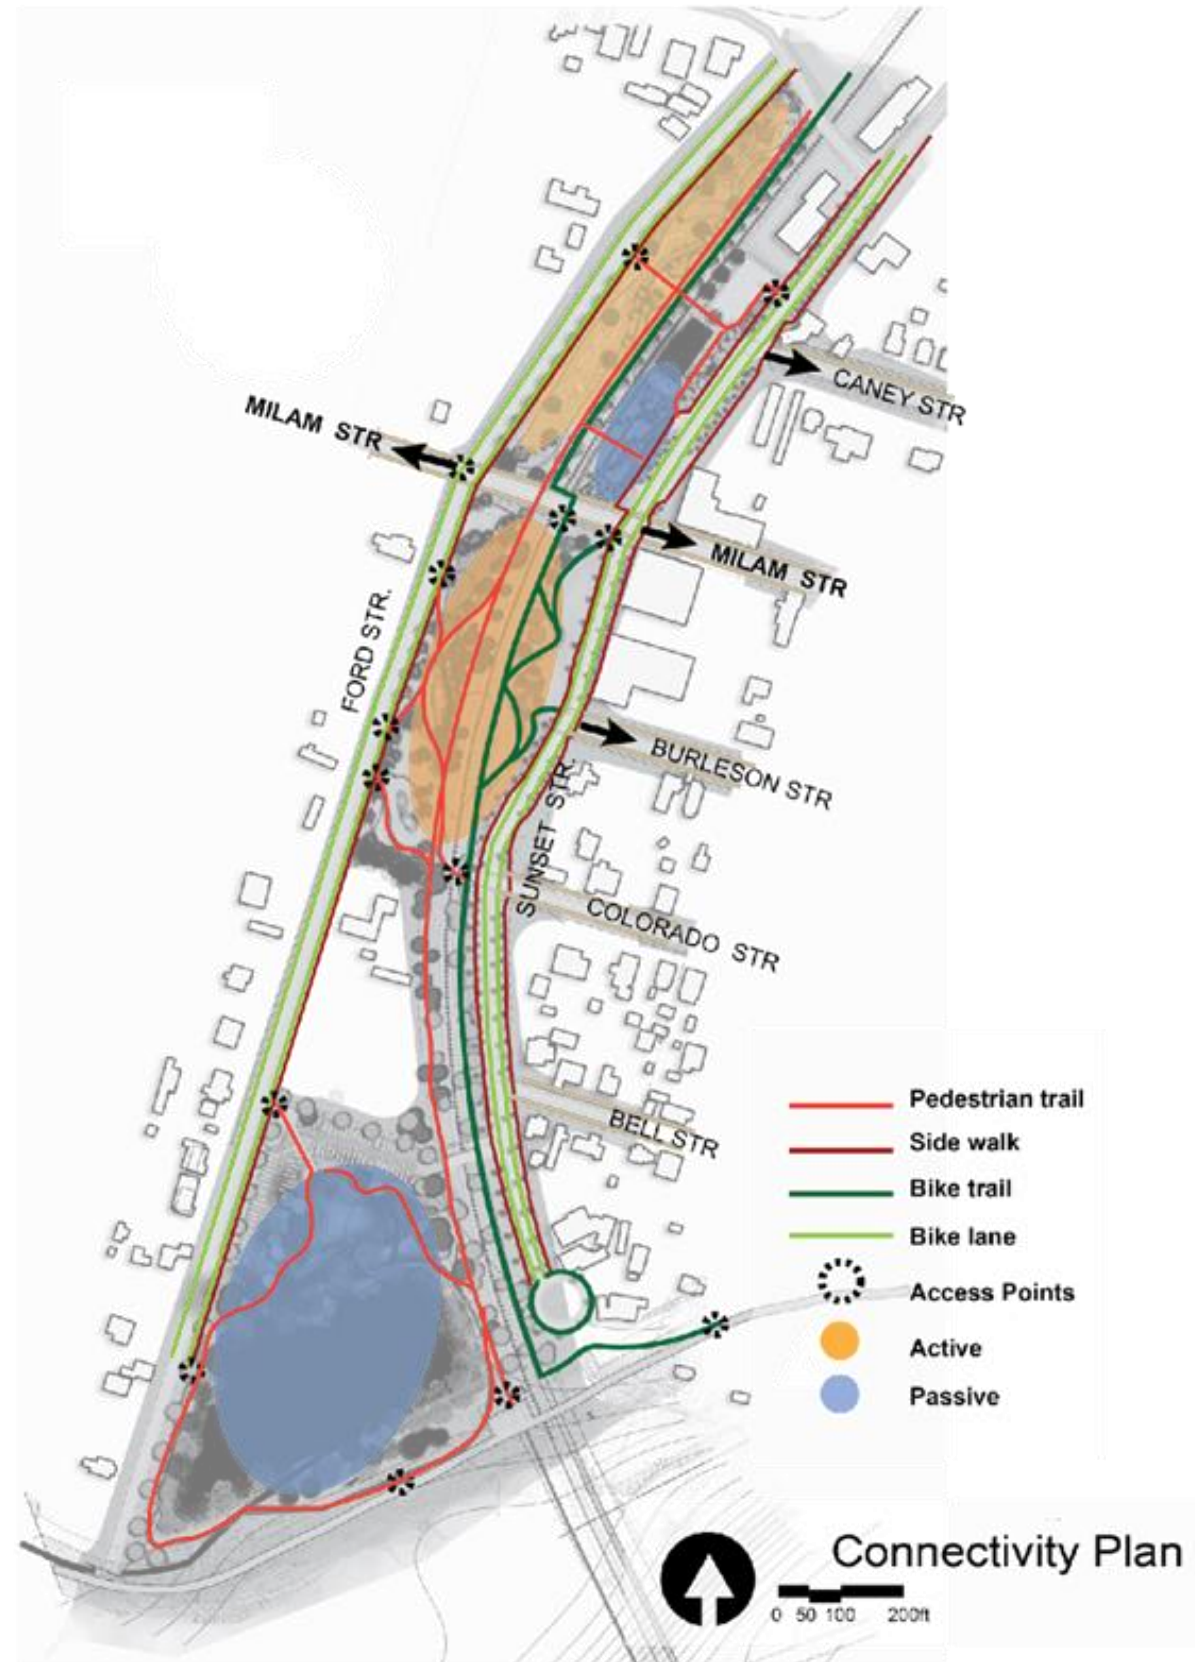 MILAM STR
CANEY STR
MILAM STR
FORD STR.
BURLESON STR
SUNSET STR.
COLORADO STR
BELL STR
Pedestrian trail
Side walk
Bike trail
Bike lane
Access Points
Active
Passive
Connectivity Plan
0 50 100 200ft